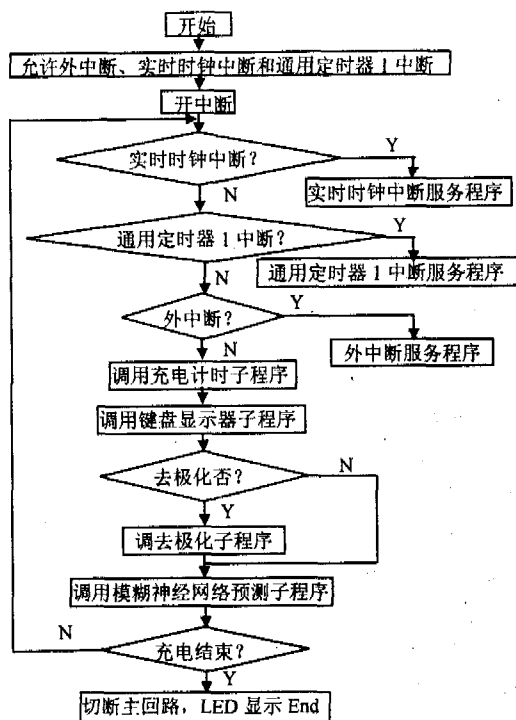 开始
允许外中断、实时时钟中断和通用定时器1中断
开中断
实时时钟中断？
Y
实时时钟中断服务程序
N
通用定时器1中断？
Y
通用定时器1中断服务程序
N
外中断？
Y
外中断服务程序
N
调用充电计时子程序
调用键盘显示器子程序
去极化否？
N
Y
调去极化子程序
调用模糊神经网络预测子程序
N
充电结束？
Y
切断主回路，LED 显示 End